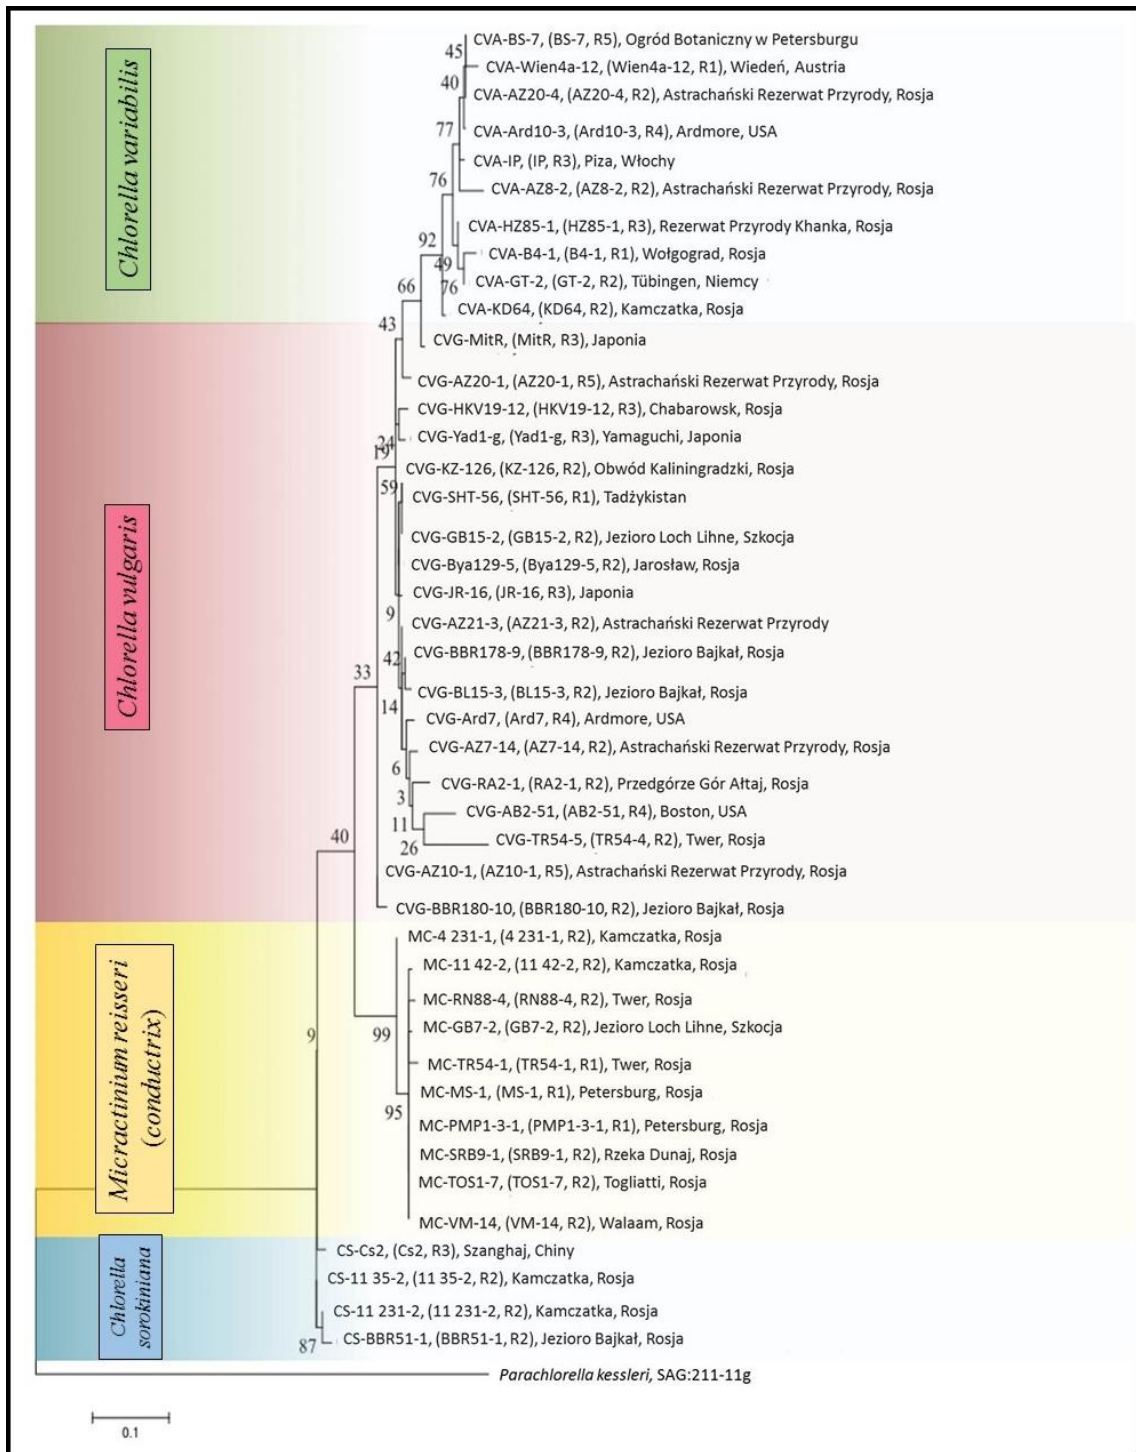 Chlorella variabilis
45
CVA-BS-7, (BS-7, R5), Ogród Botaniczny w Petersburgu
CVA-Wien4a-12, (Wien4a-12, R1), Wiedeń, Austria
40
CVA-AZ20-4, (AZ20-4, R2), Astrachański Rezerwat Przyrody, Rosja
77
CVA-Ard10-3, (Ard10-3, R4), Ardmore, USA
CVA-IP, (IP, R3), Piza, Włochy
76
CVA-AZ8-2, (AZ8-2, R2), Astrachański Rezerwat Przyrody, Rosja
CVA-HZ85-1, (HZ85-1, R3), Rezerwat Przyrody Khanka, Rosja
92
CVA-B4-1, (B4-1, R1), Wołgograd, Rosja
49
CVA-GT-2, (GT-2, R2), Tübingen, Niemcy
76
66
CVA-KD64, (KD64, R2), Kamczatka, Rosja
Chlorella vulgaris
43
CVG-MitR, (MitR, R3), Japonia
CVG-AZ20-1, (AZ20-1, R5), Astrachański Rezerwat Przyrody, Rosja
CVG-HKV19-12, (HKV19-12, R3), Chabarowsk, Rosja
CVG-Yad1-g, (Yad1-g, R3), Yamaguchi, Japonia
24
19
CVG-KZ-126, (KZ-126, R2), Obwód Kaliningradzki, Rosja
59
CVG-SHT-56, (SHT-56, R1), Tadżykistan
CVG-GB15-2, (GB15-2, R2), Jezioro Loch Lihne, Szkocja
CVG-Bya129-5, (Bya129-5, R2), Jarosław, Rosja
CVG-JR-16, (JR-16, R3), Japonia
9
CVG-AZ21-3, (AZ21-3, R2), Astrachański Rezerwat Przyrody
CVG-BBR178-9, (BBR178-9, R2), Jezioro Bajkał, Rosja
42
33
CVG-BL15-3, (BL15-3, R2), Jezioro Bajkał, Rosja
14
CVG-Ard7, (Ard7, R4), Ardmore, USA
CVG-AZ7-14, (AZ7-14, R2), Astrachański Rezerwat Przyrody, Rosja
6
CVG-RA2-1, (RA2-1, R2), Przedgórze Gór Ałtaj, Rosja
3
CVG-AB2-51, (AB2-51, R4), Boston, USA
11
CVG-TR54-5, (TR54-4, R2), Twer, Rosja
26
40
CVG-AZ10-1, (AZ10-1, R5), Astrachański Rezerwat Przyrody, Rosja
CVG-BBR180-10, (BBR180-10, R2), Jezioro Bajkał, Rosja
Micractinium reisseri
(conductrix)
MC-4 231-1, (4 231-1, R2), Kamczatka, Rosja
MC-11 42-2, (11 42-2, R2), Kamczatka, Rosja
MC-RN88-4, (RN88-4, R2), Twer, Rosja
MC-GB7-2, (GB7-2, R2), Jezioro Loch Lihne, Szkocja
9
99
MC-TR54-1, (TR54-1, R1), Twer, Rosja
MC-MS-1, (MS-1, R1), Petersburg, Rosja
95
MC-PMP1-3-1, (PMP1-3-1, R1), Petersburg, Rosja
MC-SRB9-1, (SRB9-1, R2), Rzeka Dunaj, Rosja
MC-TOS1-7, (TOS1-7, R2), Togliatti, Rosja
MC-VM-14, (VM-14, R2), Walaam, Rosja
Chlorella
sorokiniana
CS-Cs2, (Cs2, R3), Szanghaj, Chiny
CS-11 35-2, (11 35-2, R2), Kamczatka, Rosja
CS-11 231-2, (11 231-2, R2), Kamczatka, Rosja
CS-BBR51-1, (BBR51-1, R2), Jezioro Bajkał, Rosja
87
Parachlorella kessleri, SAG:211-11g
0.1